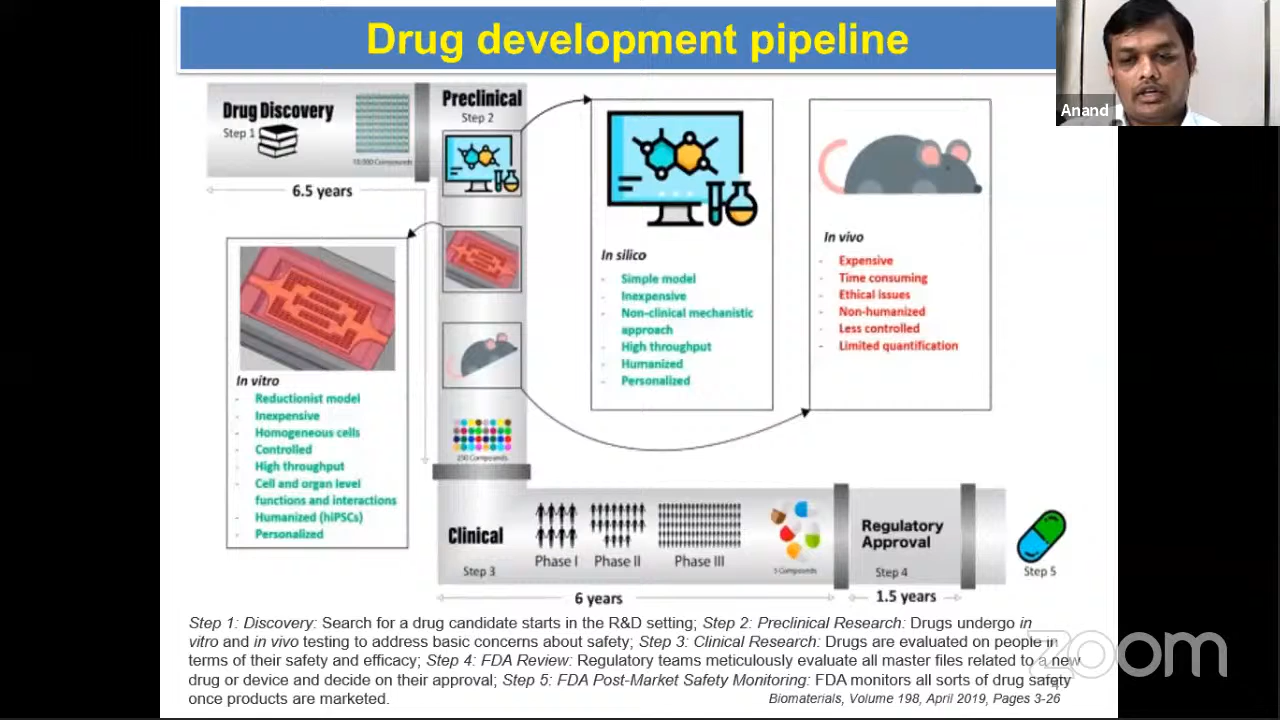 Drug development pipeline
Anand
Drug Discovery
Step 1
10,000 Compounds
6.5 years
Preclinical
Step 2
250 Compounds
In vitro
- Reductionist model
- Inexpensive
- Homogeneous cells
- Controlled
- High throughput
- Cell and organ level
functions and interactions
- Humanized (hiPSCs)
- Personalized
In silico
- Simple model
- Inexpensive
- Non-clinical mechanistic
approach
- High throughput
- Humanized
- Personalized
In vivo
- Expensive
- Time consuming
- Ethical issues
- Non-humanized
- Less controlled
- Limited quantification
Clinical
Step 3
Phase I
Phase II
Phase III
5 Compounds
6 years
Regulatory
Approval
Step 4
1.5 years
Step 5
Step 1: Discovery: Search for a drug candidate starts in the R&D setting; Step 2: Preclinical Research: Drugs undergo in
vitro and in vivo testing to address basic concerns about safety; Step 3: Clinical Research: Drugs are evaluated on people in
terms of their safety and efficacy; Step 4: FDA Review: Regulatory teams meticulously evaluate all master files related to a new
drug or device and decide on their approval; Step 5: FDA Post-Market Safety Monitoring: FDA monitors all sorts of drug safety
once products are marketed.
Biomaterials, Volume 198, April 2019, Pages 3-26
zoom